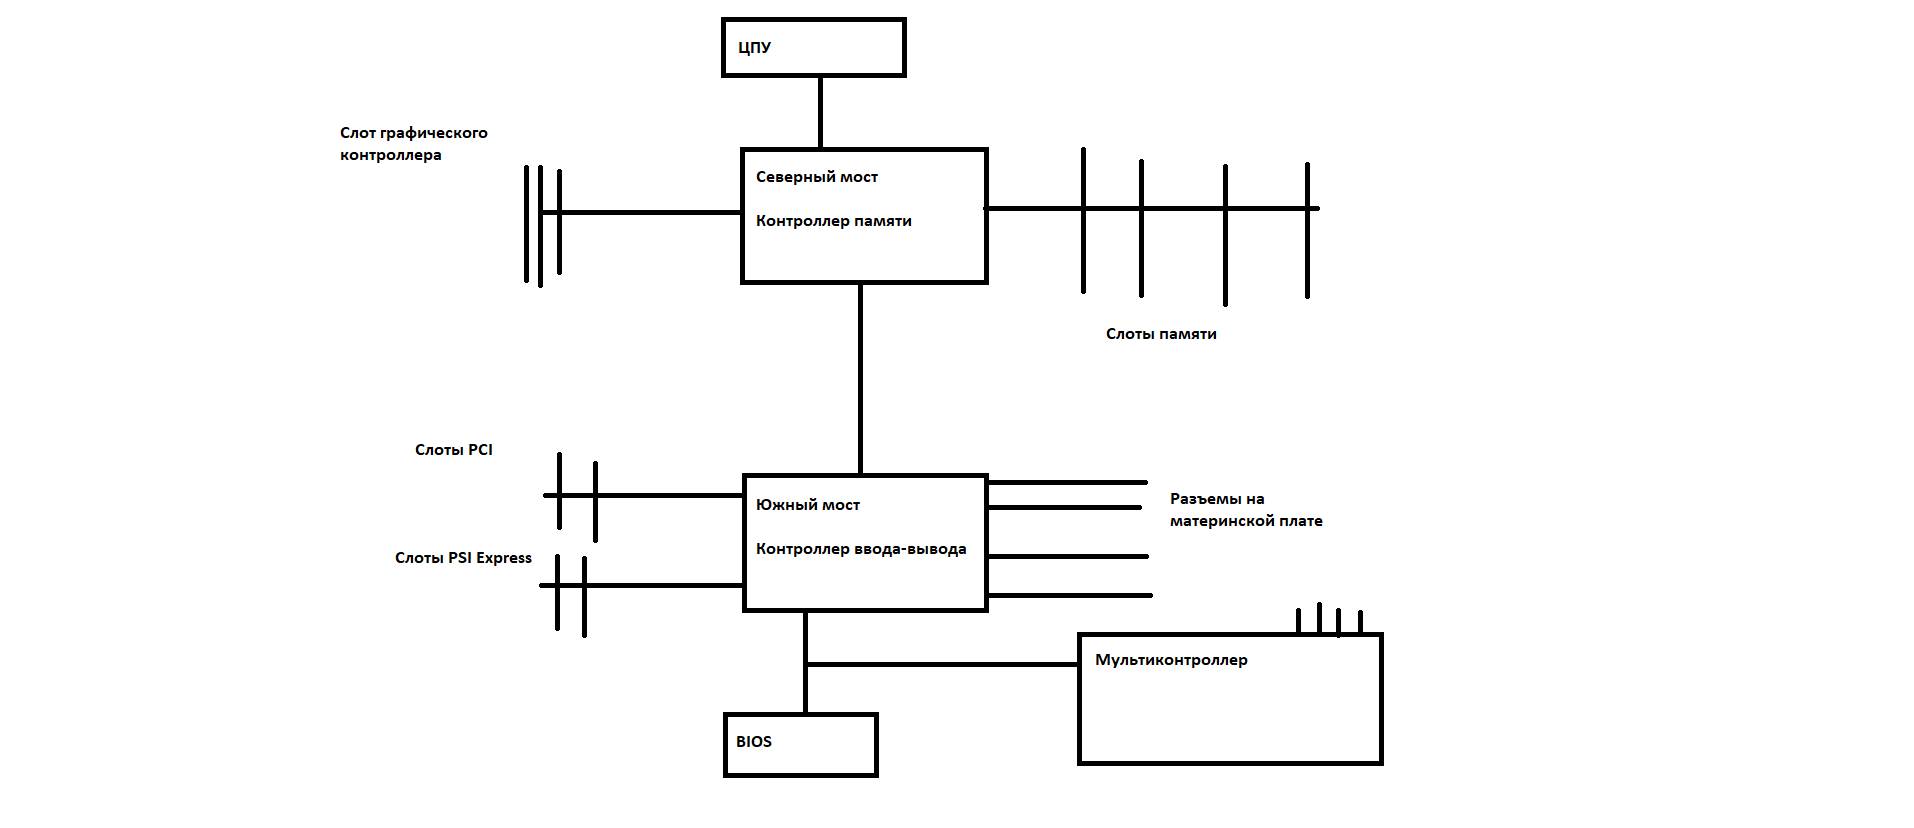 ЦПУ
Слот графического
контроллера
Северный мост
Контроллер памяти
Слоты памяти
Слоты PCI
Южный мост
Контроллер ввода-вывода
Разъемы на
материнской плате
Слоты PSI Express
Мультиконтроллер
BIOS